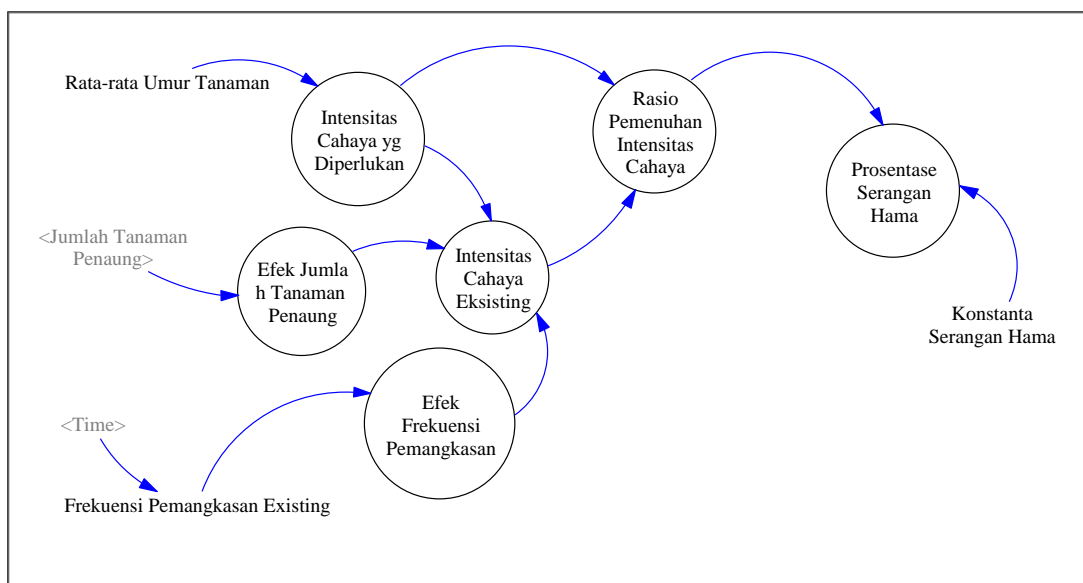 Rata-rata Umur Tanaman
Intensitas
Cahaya yg
Diperlukan
Rasio
Pemenuhan
Intensitas
Cahaya
Prosentase
Serangan
Hama
<Jumlah Tanaman
Penaung>
Efek Jumla
h Tanaman
Penaung
Intensitas
Cahaya
Eksisting
Konstanta
Serangan Hama
Efek
Frekuensi
Pemangkasan
<Time>
Frekuensi Pemangkasan Existing